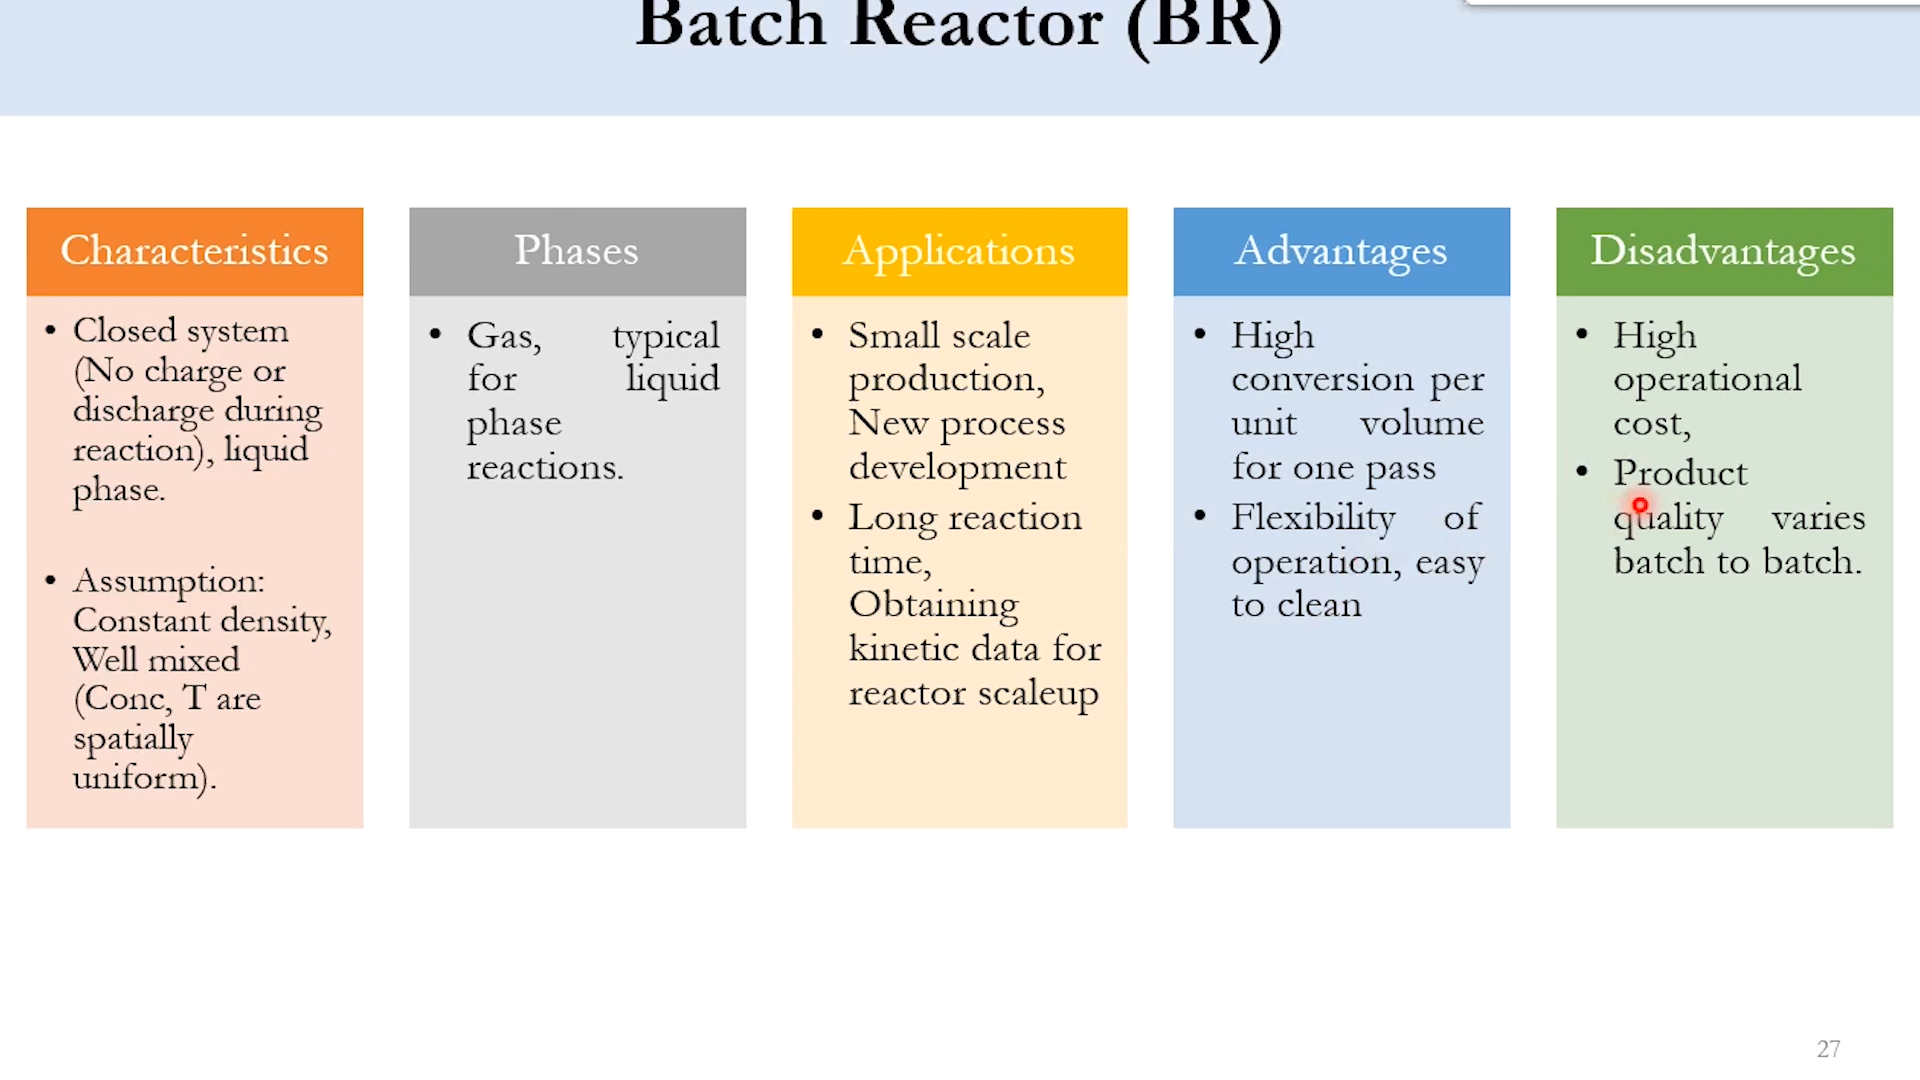 Batch Reactor (BR)
Characteristics
• Closed system
(No charge or
discharge during
reaction), liquid
phase.
• Assumption:
Constant density,
Well mixed
(Conc, T are
spatially
uniform).
Phases
• Gas, typical
for liquid
phase
reactions.
Applications
• Small scale
production,
New process
development
• Long reaction
time,
Obtaining
kinetic data for
reactor scaleup
Advantages
• High
conversion per
unit volume
for one pass
• Flexibility of
operation, easy
to clean
Disadvantages
• High
operational
cost,
• Product
quality varies
batch to batch.
27